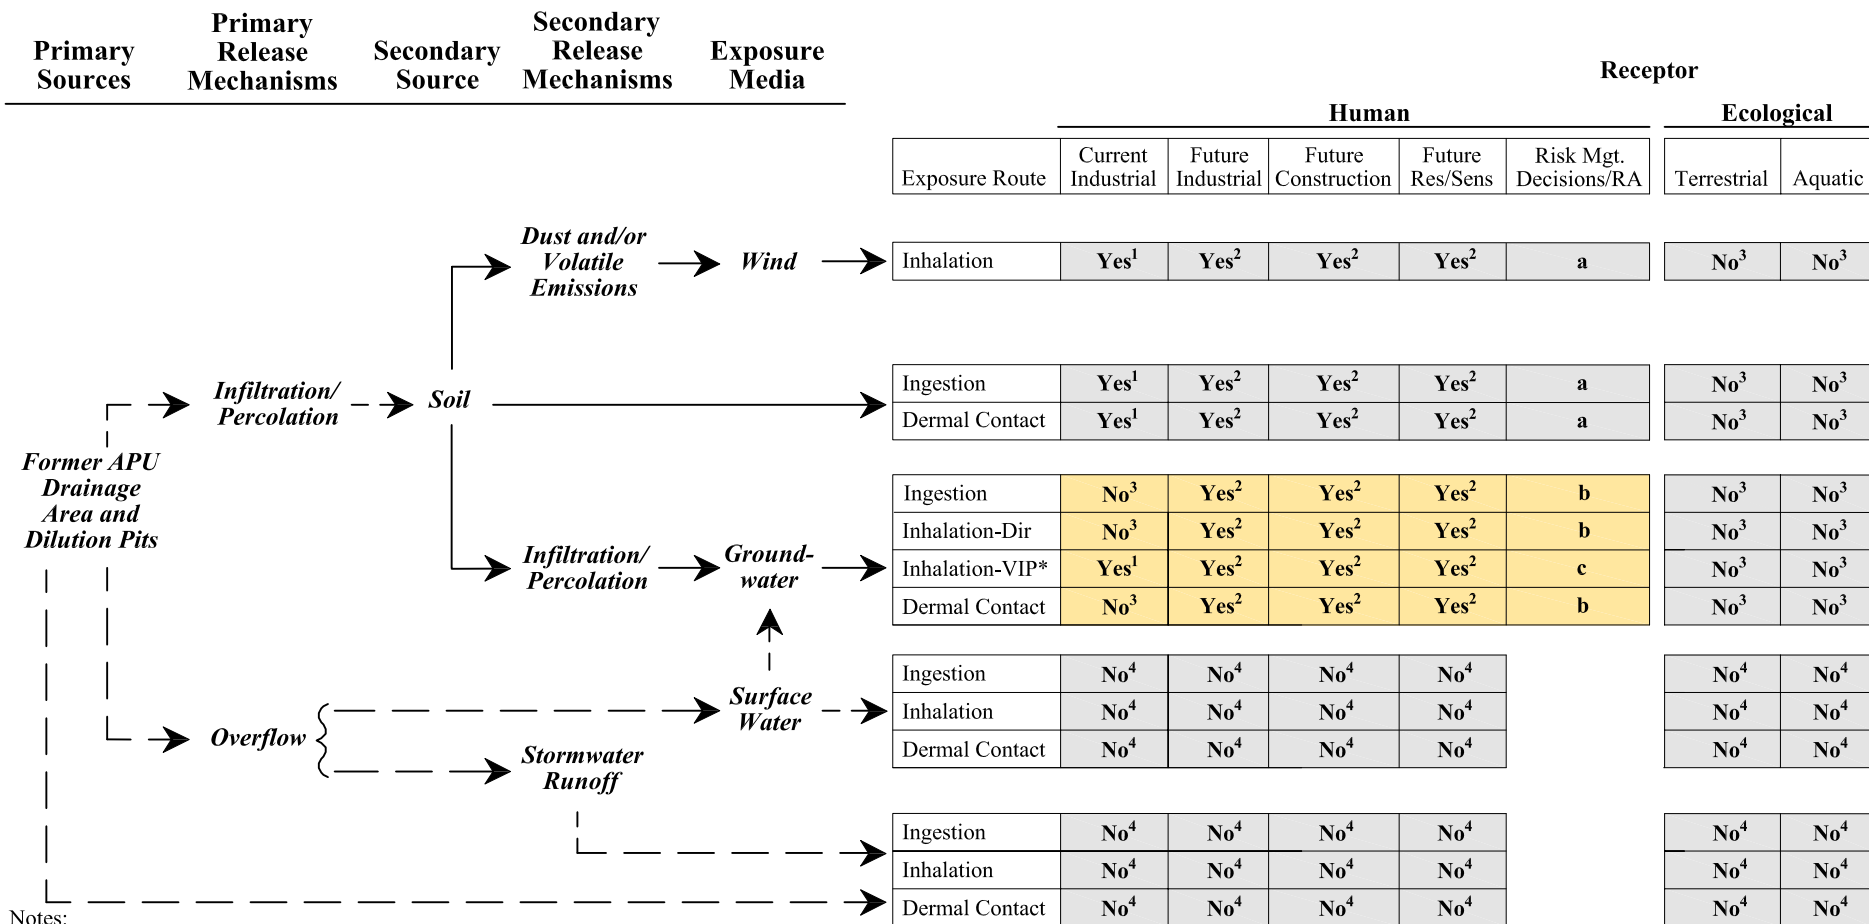 Primary
Sources
Primary
Release
Mechanisms
Secondary
Source
Secondary
Release
Mechanisms
Exposure
Media
Receptor
Human
Ecological
Exposure Route
Current
Industrial
Future
Industrial
Future
Construction
Future
Res/Sens
Risk Mgt.
Decisions/RA
Terrestrial
Aquatic
Dust and/or
Volatile
Emissions
Wind
Inhalation Yes¹ Yes² Yes² Yes² a No³ No³
Infiltration/
Percolation
Soil
Ingestion Yes¹ Yes² Yes² Yes² a No³ No³
Dermal Contact Yes¹ Yes² Yes² Yes² a No³ No³
Former APU
Drainage
Area and
Dilution Pits
Infiltration/
Percolation
Ground-
water
Ingestion No³ Yes² Yes² Yes² b No³ No³
Inhalation-Dir No³ Yes² Yes² Yes² b No³ No³
Inhalation-VIP* Yes¹ Yes² Yes² Yes² c No³ No³
Dermal Contact No³ Yes² Yes² Yes² b No³ No³
Overflow
Surface
Water
Ingestion No⁴ No⁴ No⁴ No⁴ No⁴ No⁴
Inhalation No⁴ No⁴ No⁴ No⁴ No⁴ No⁴
Dermal Contact No⁴ No⁴ No⁴ No⁴ No⁴ No⁴
Stormwater
Runoff
Ingestion No⁴ No⁴ No⁴ No⁴ No⁴ No⁴
Inhalation No⁴ No⁴ No⁴ No⁴ No⁴ No⁴
Dermal Contact No⁴ No⁴ No⁴ No⁴ No⁴ No⁴
Notes: